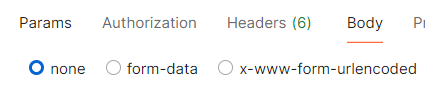 Params Authorization Headers (6) Body
none form-data x-www-form-urlencoded